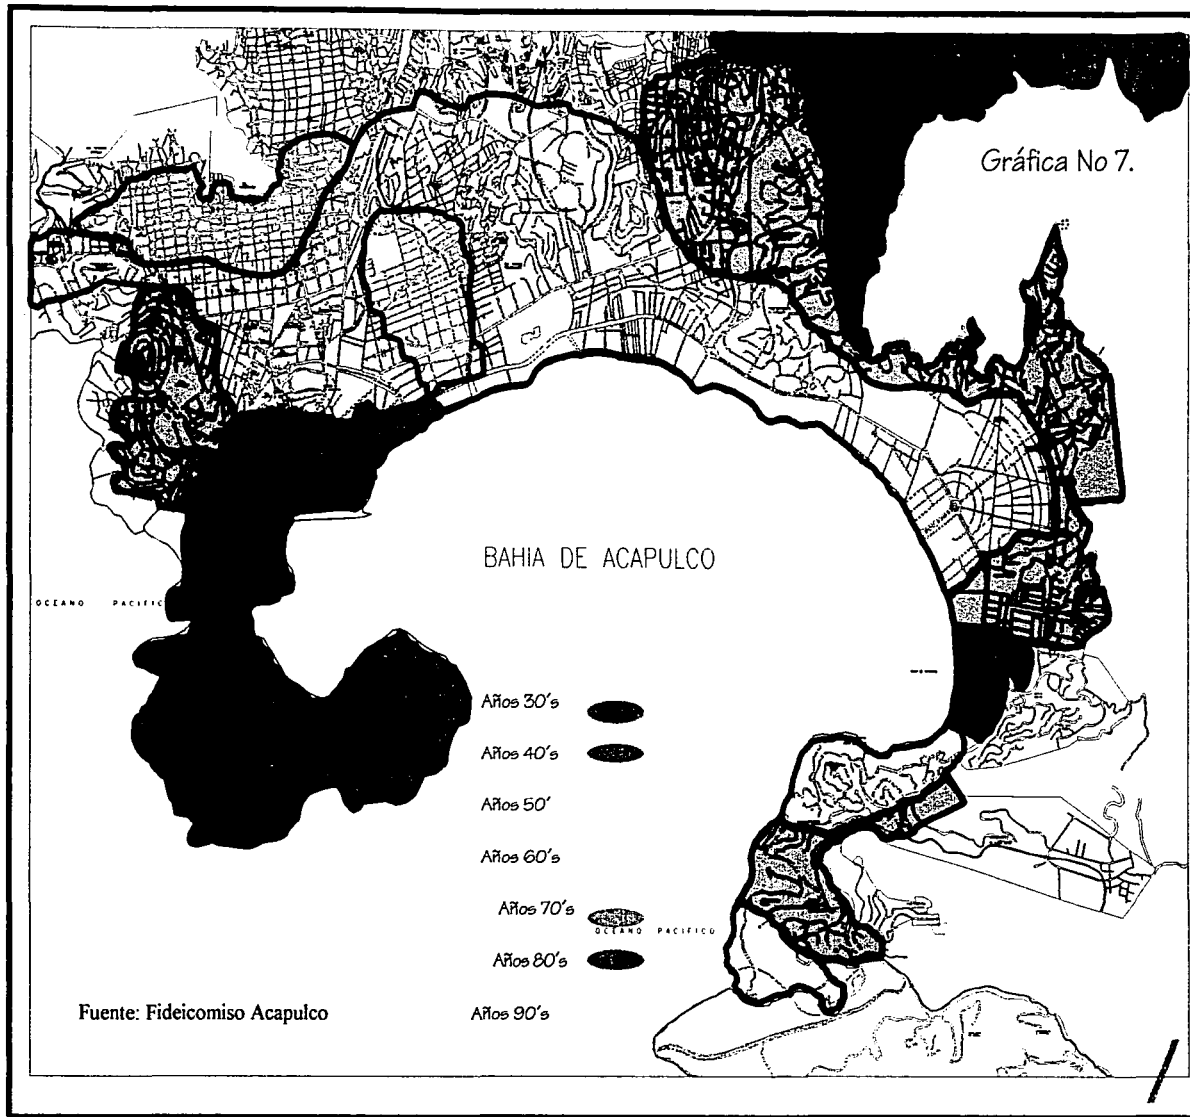 Gráfica No 7.
BAHIA DE ACAPULCO
OCEANO PACIFICO
Años 30's
Años 40's
Años 50'
Años 60's
Años 70's
OCEANO PACIFICO
Años 80's
Fuente: Fideicomiso Acapulco
Años 90's